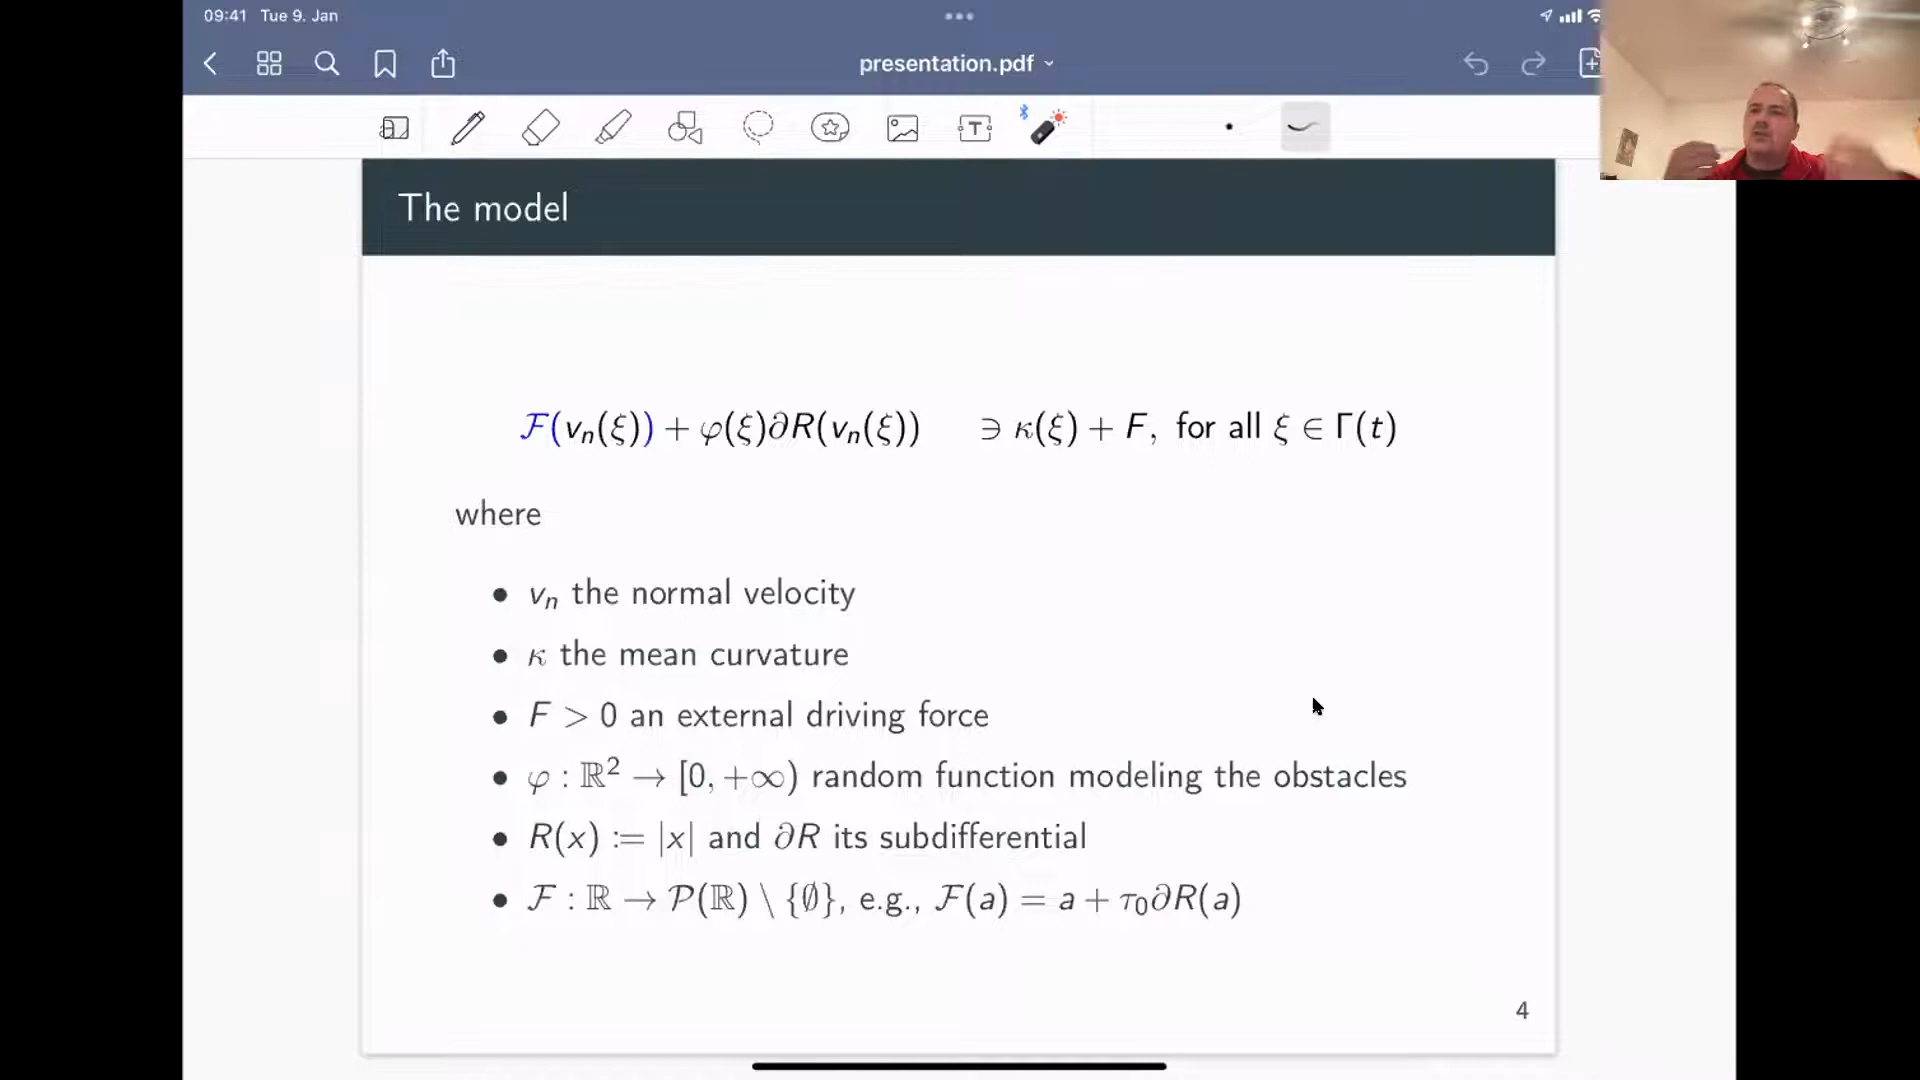 09:41 Tue 9. Jan
presentation.pdf
T
The model
ℱ(vₙ(ξ)) + φ(ξ)∂R(vₙ(ξ)) ∋ κ(ξ) + F, for all ξ ∈ Γ(t)
where
• vₙ the normal velocity
• κ the mean curvature
• F > 0 an external driving force
• φ : ℝ² → [0, +∞) random function modeling the obstacles
• R(x) := |x| and ∂R its subdifferential
• ℱ : ℝ → 𝒫(ℝ) \ {∅}, e.g., ℱ(a) = a + τ₀∂R(a)
4